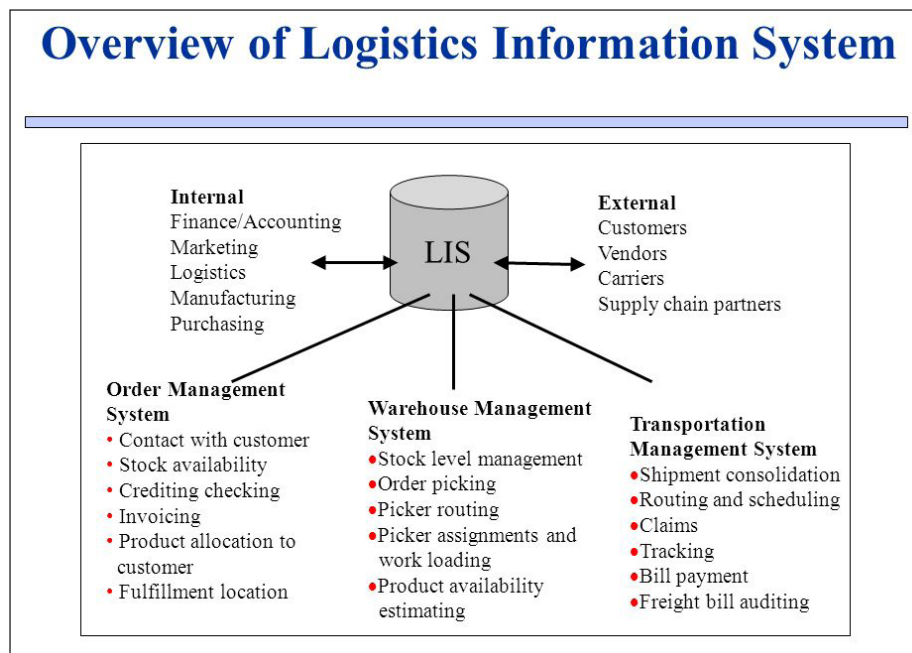 Overview of Logistics Information System
Internal
Finance/Accounting
Marketing
Logistics
Manufacturing
Purchasing
LIS
External
Customers
Vendors
Carriers
Supply chain partners
Order Management
System
• Contact with customer
• Stock availability
• Crediting checking
• Invoicing
• Product allocation to
customer
• Fulfillment location
Warehouse Management
System
•Stock level management
•Order picking
•Picker routing
•Picker assignments and
work loading
•Product availability
estimating
Transportation
Management System
•Shipment consolidation
•Routing and scheduling
•Claims
•Tracking
•Bill payment
•Freight bill auditing